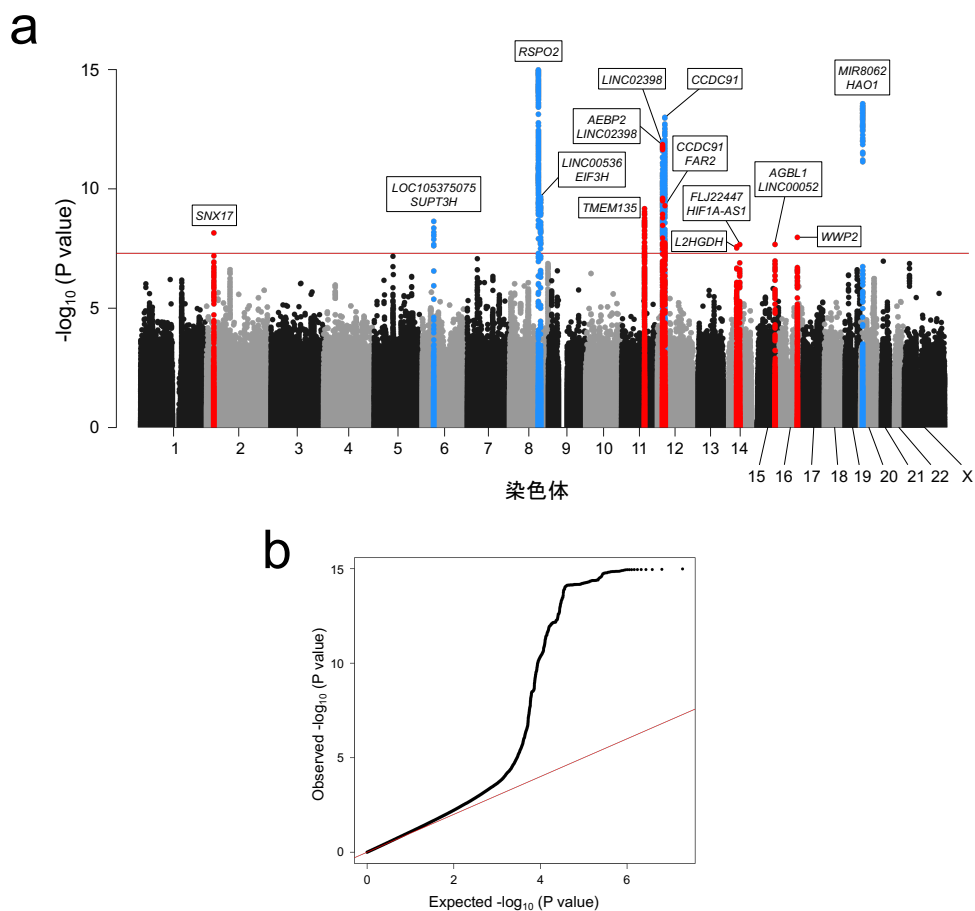 a
-log10 (P value)
15
10
5
0
SNX17
LOC105375075
SUPT3H
RSPO2
LINC00536
EIF3H
TMEM135
LINC02398
AEBP2
LINC02398
CCDC91
CCDC91
FAR2
L2HGDH
FLJ22447
HIF1A-AS1
AGBL1
LINC00052
WWP2
MIR8062
HAO1
1 2 3 4 5 6 7 8 9 10 11 12 13 14 15 16 17 18 19 20 21 22 X
染色体
b
Observed -log10 (P value)
15
10
5
0
0 2 4 6
Expected -log10 (P value)